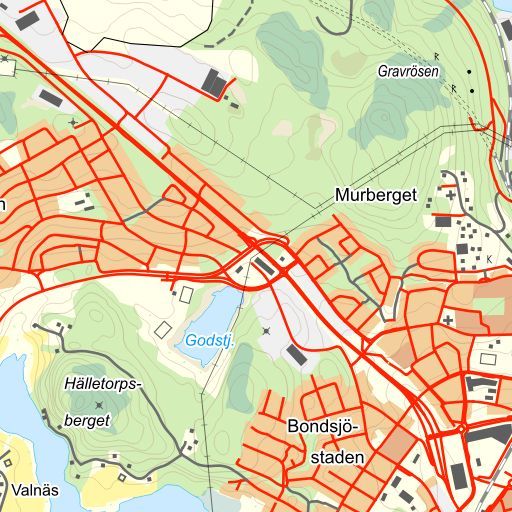 Gravrösen
R
R
R
Murberget
n
K
Godstj.
Hälletorps-
berget
Bondsjö-
staden
Valnäs